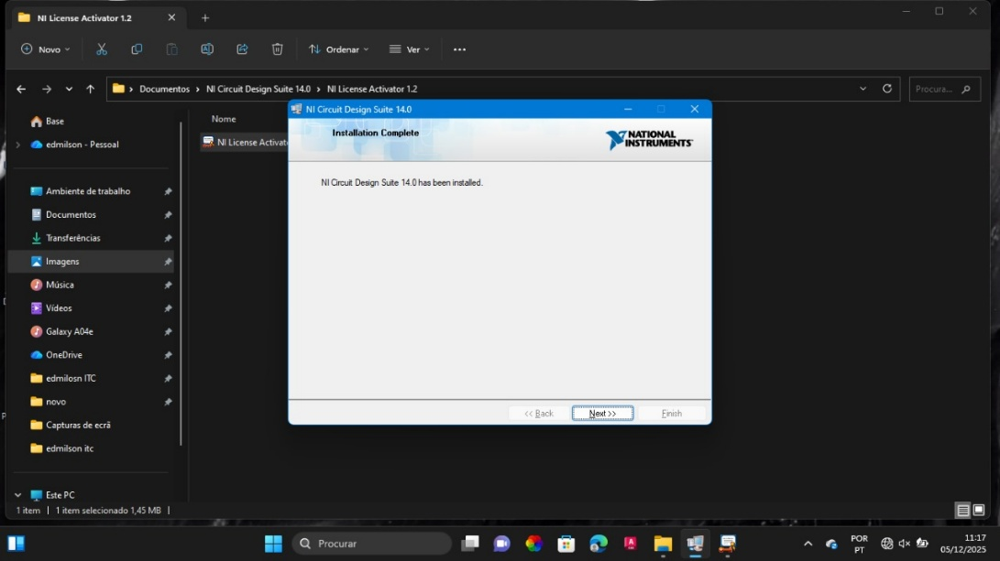 NI License Activator 1.2
Novo
Ordenar
Ver
Documentos > NI Circuit Design Suite 14.0 > NI License Activator 1.2
Procura...
Base
edmilson - Pessoal
Ambiente de trabalho
Documentos
Transferências
Imagens
Música
Vídeos
Galaxy A04e
OneDrive
edmilosn ITC
novo
Capturas de ecrã
edmilson itc
Este PC
Nome
NI License Activat
NI Circuit Design Suite 14.0
Installation Complete
NATIONAL
INSTRUMENTS
NI Circuit Design Suite 14.0 has been installed.
<< Back
Next >>
Finish
1 item | 1 item selecionado 1,45 MB |
Procurar
POR
PT
11:17
05/12/2025